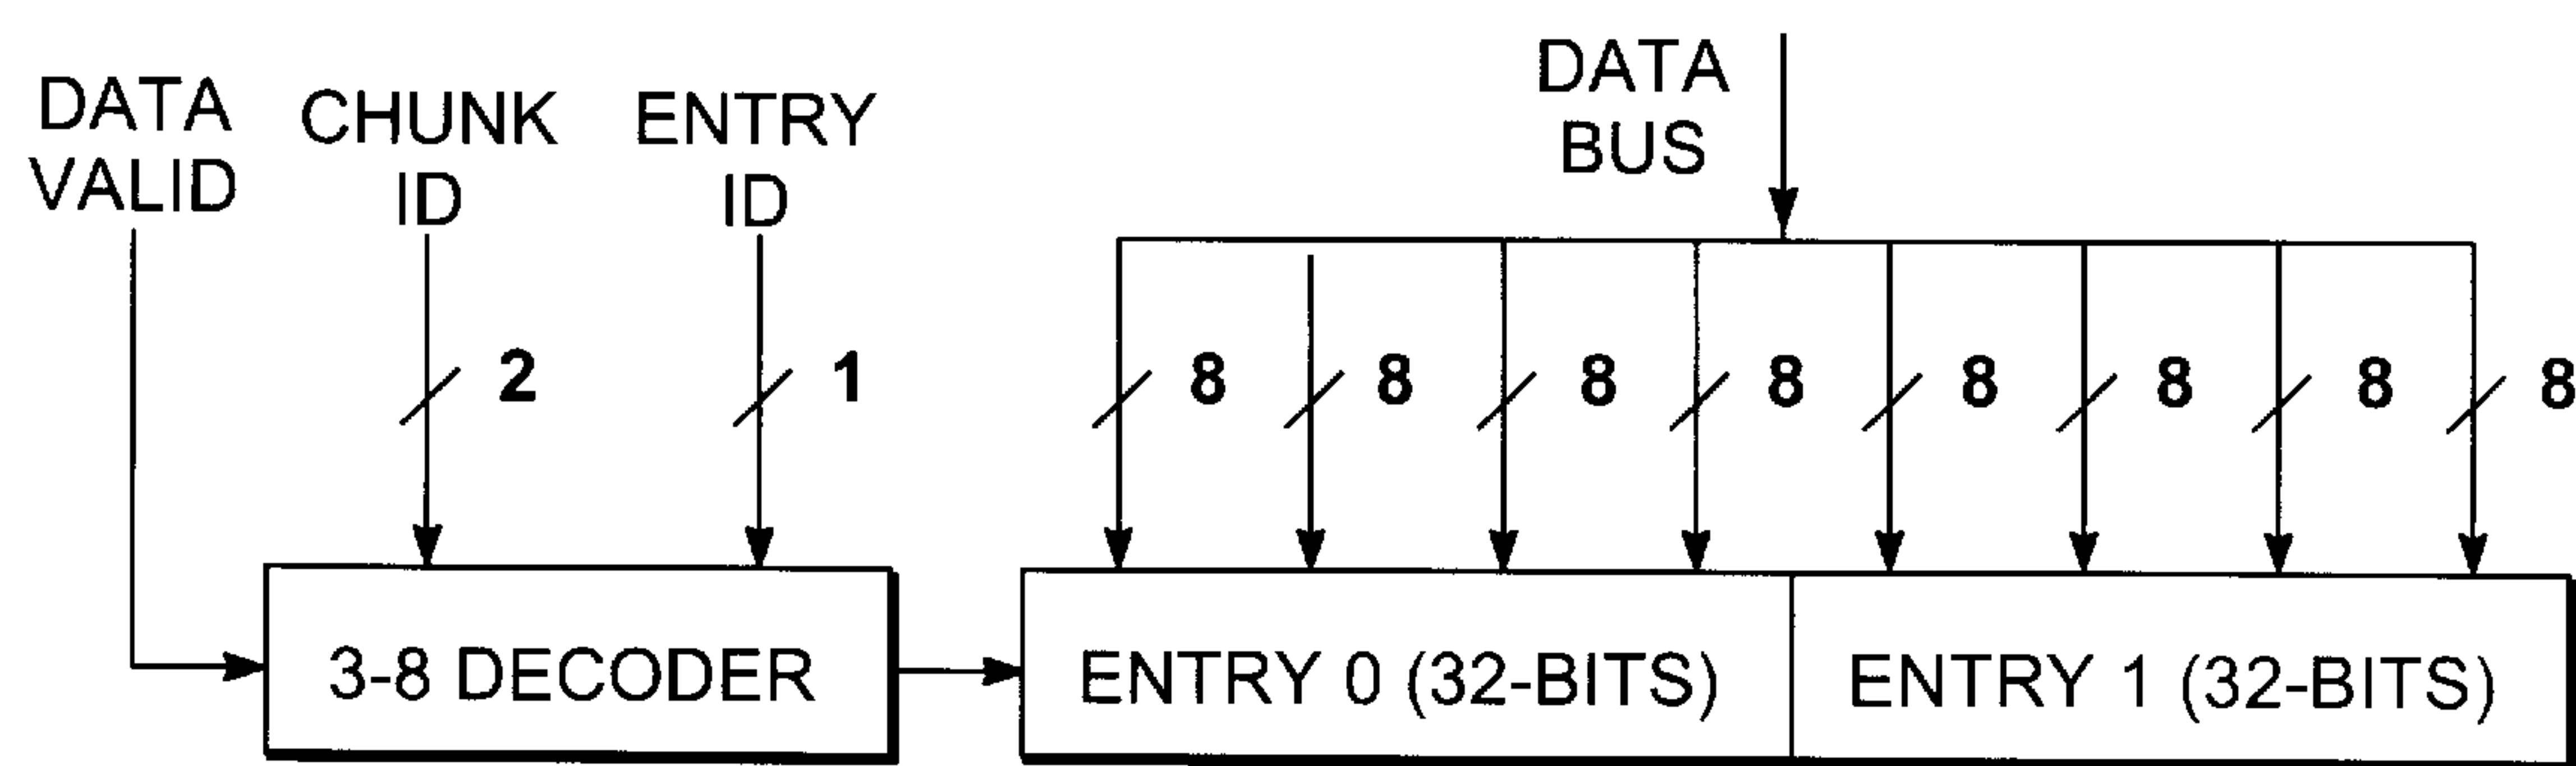 DATA
VALID
CHUNK
ID
ENTRY
ID
DATA
BUS
2
1
8
8
8
8
8
8
8
8
3-8 DECODER
ENTRY 0 (32-BITS)
ENTRY 1 (32-BITS)